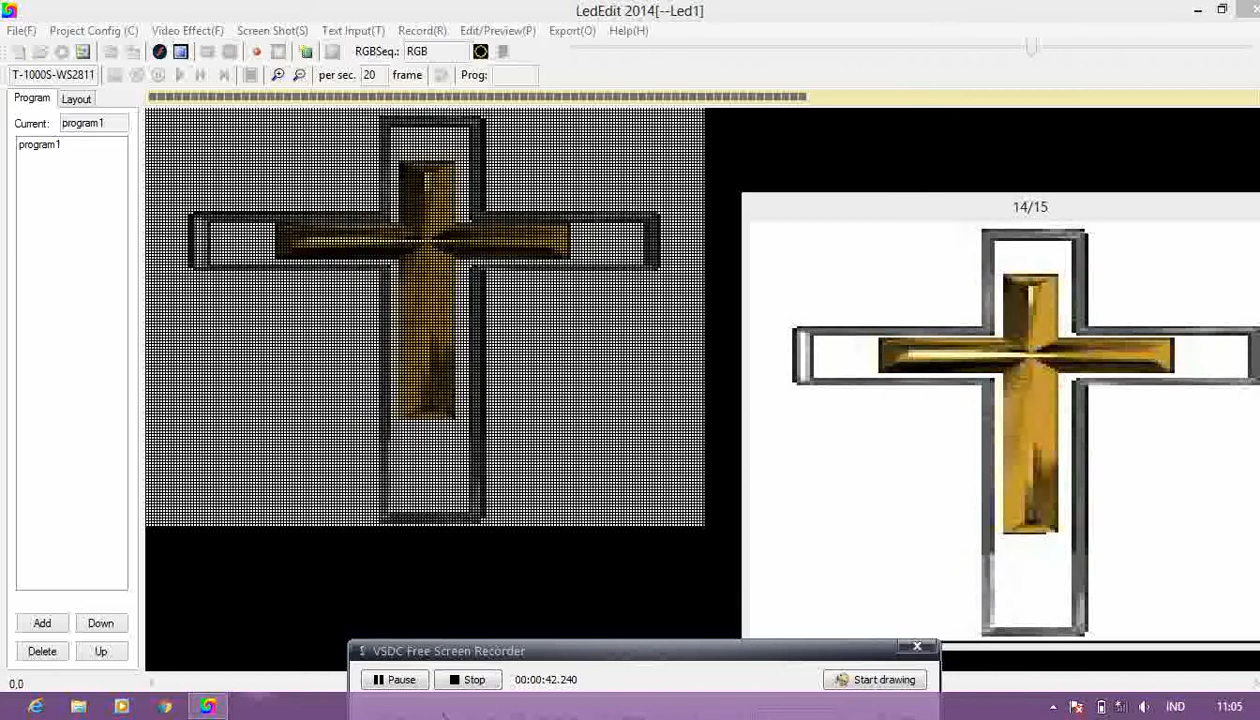 LedEdit 2014[--Led1]
File(F) Project Config (C) Video Effect(F) Screen Shot(S) Text Input(T) Record(R) Edit/Preview(P) Export(O) Help(H)
RGBSeq.: RGB
T-1000S-WS2811 per sec. 20 frame Prog:
Program Layout
Current: program1
program1
14/15
Add Down
Delete Up
0,0
VSDC Free Screen Recorder
Pause Stop 00:00:42.240 Start drawing
IND 11:05